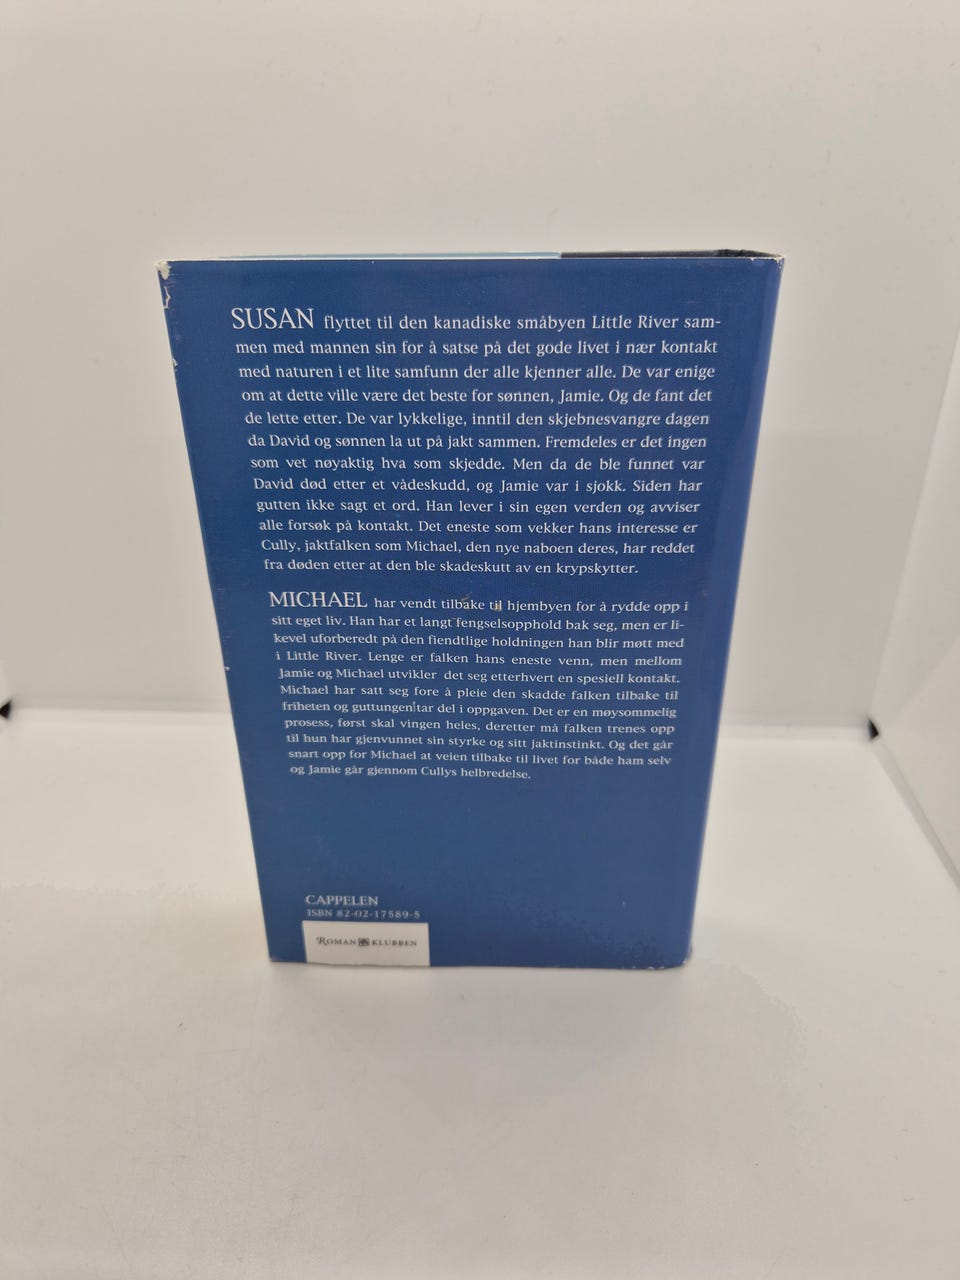 SUSAN flyttet til den kanadiske småbyen Little River sam-
men med mannen sin for å satse på det gode livet i nær kontakt
med naturen i et lite samfunn der alle kjenner alle. De var enige
om at dette ville være det beste for sønnen, Jamie. Og de fant det
de lette etter. De var lykkelige, inntil den skjebnesvangre dagen
da David og sønnen la ut på jakt sammen. Fremdeles er det ingen
som vet nøyaktig hva som skjedde. Men da de ble funnet var
David død etter et vådeskudd, og Jamie var i sjokk. Siden har
gutten ikke sagt et ord. Han lever i sin egen verden og avviser
alle forsøk på kontakt. Det eneste som vekker hans interesse er
Cully, jaktfalken som Michael, den nye naboen deres, har reddet
fra døden etter at den ble skadeskutt av en krypskytter.
MICHAEL har vendt tilbake til hjembyen for å rydde opp i
sitt eget liv. Han har et langt fengselsopphold bak seg, men er li-
kevel uforberedt på den fiendtlige holdningen han blir møtt med
i Little River. Lenge er falken hans eneste venn, men mellom
Jamie og Michael utvikler det seg etterhvert en spesiell kontakt.
Michael har satt seg fore å pleie den skadde falken tilbake til
friheten og guttungen tar del i oppgaven. Det er en møysommelig
prosess, først skal vingen heles, deretter må falken trenes opp
til hun har gjenvunnet sin styrke og sitt jaktinstinkt. Og det går
snart opp for Michael at veien tilbake til livet for både ham selv
og Jamie går gjennom Cullys helbredelse.
CAPPELEN
ISBN 82-02-17589-5
ROMAN KLUBBEN